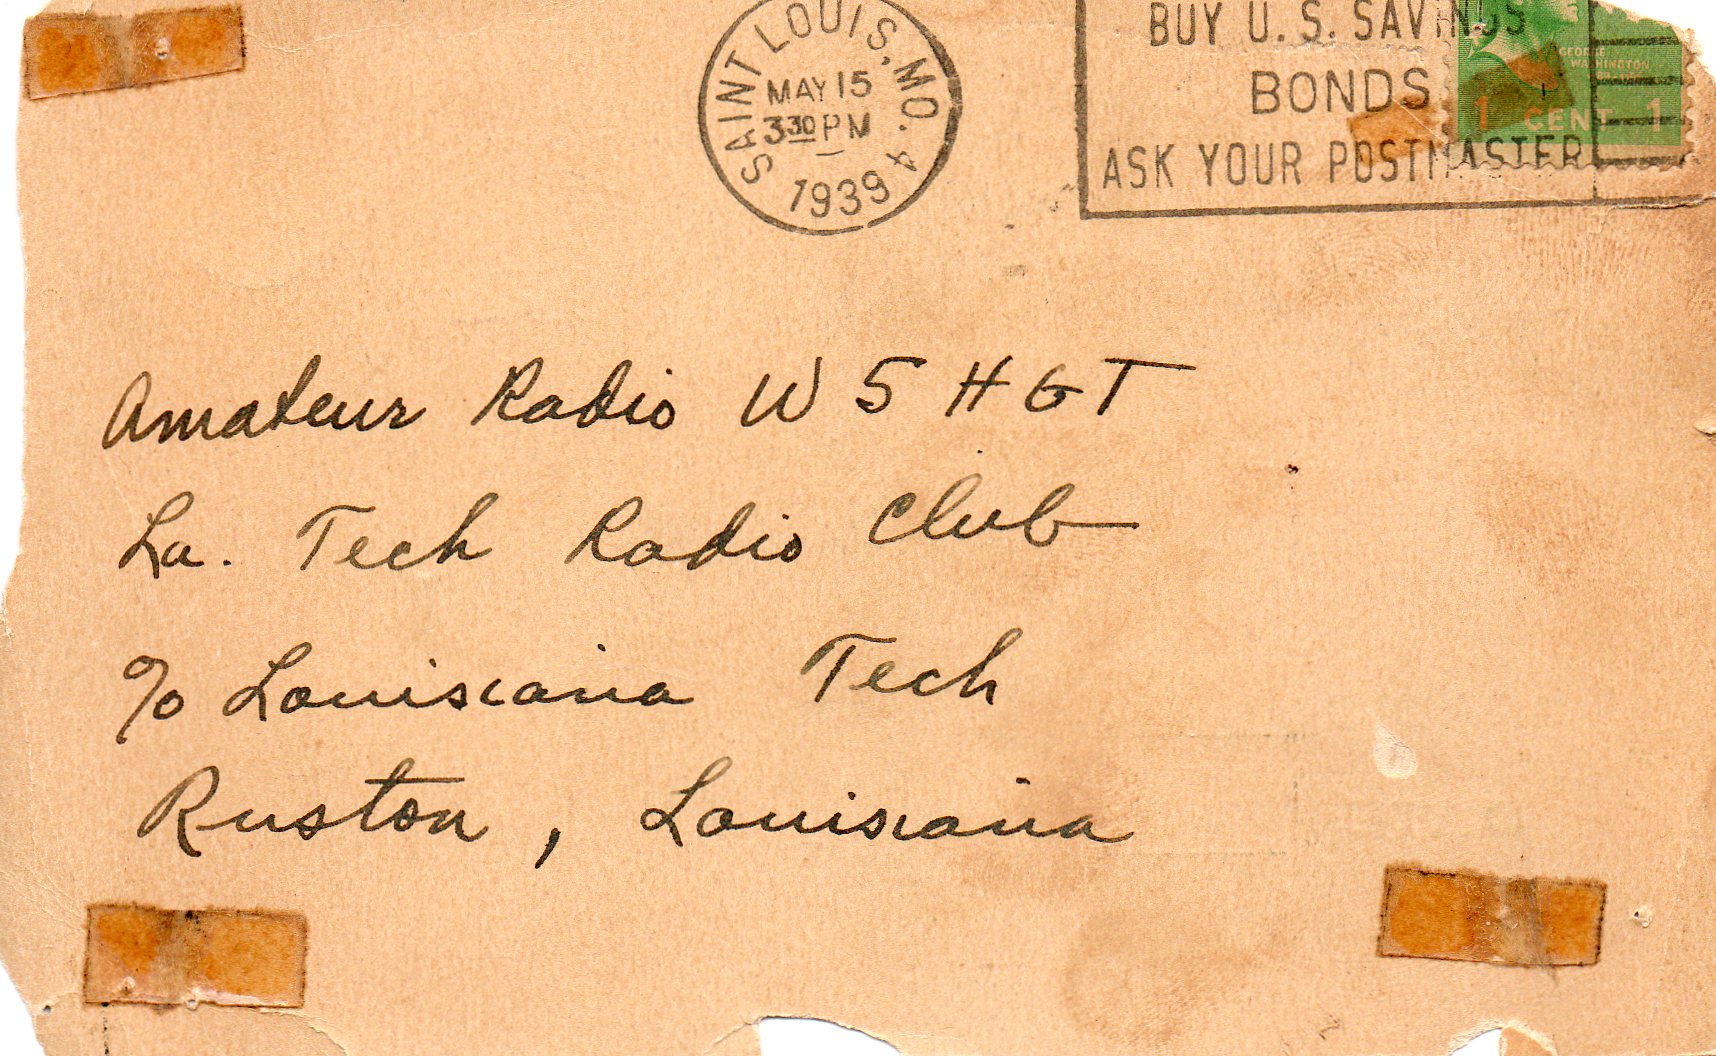 SAINT LOUIS, MO. 4
MAY 15
3 30 PM
1939
BUY U. S. SAVINGS
BONDS
ASK YOUR POSTMASTER
GEORGE
WASHINGTON
1 CENT 1
Amateur Radio W5HGT
La. Tech Radio Club
c/o Louisiana Tech
Ruston, Louisiana